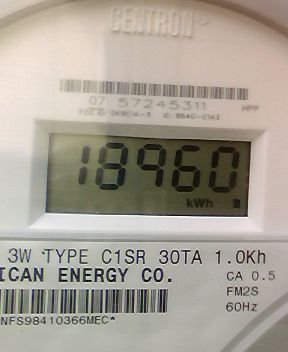 CENTRON
07 57245311 HPP
18960
kWh
3W TYPE C1SR 30TA 1.0Kh
ICAN ENERGY CO.
CA 0.5
FM2S
60Hz
NFS98410366MEC*